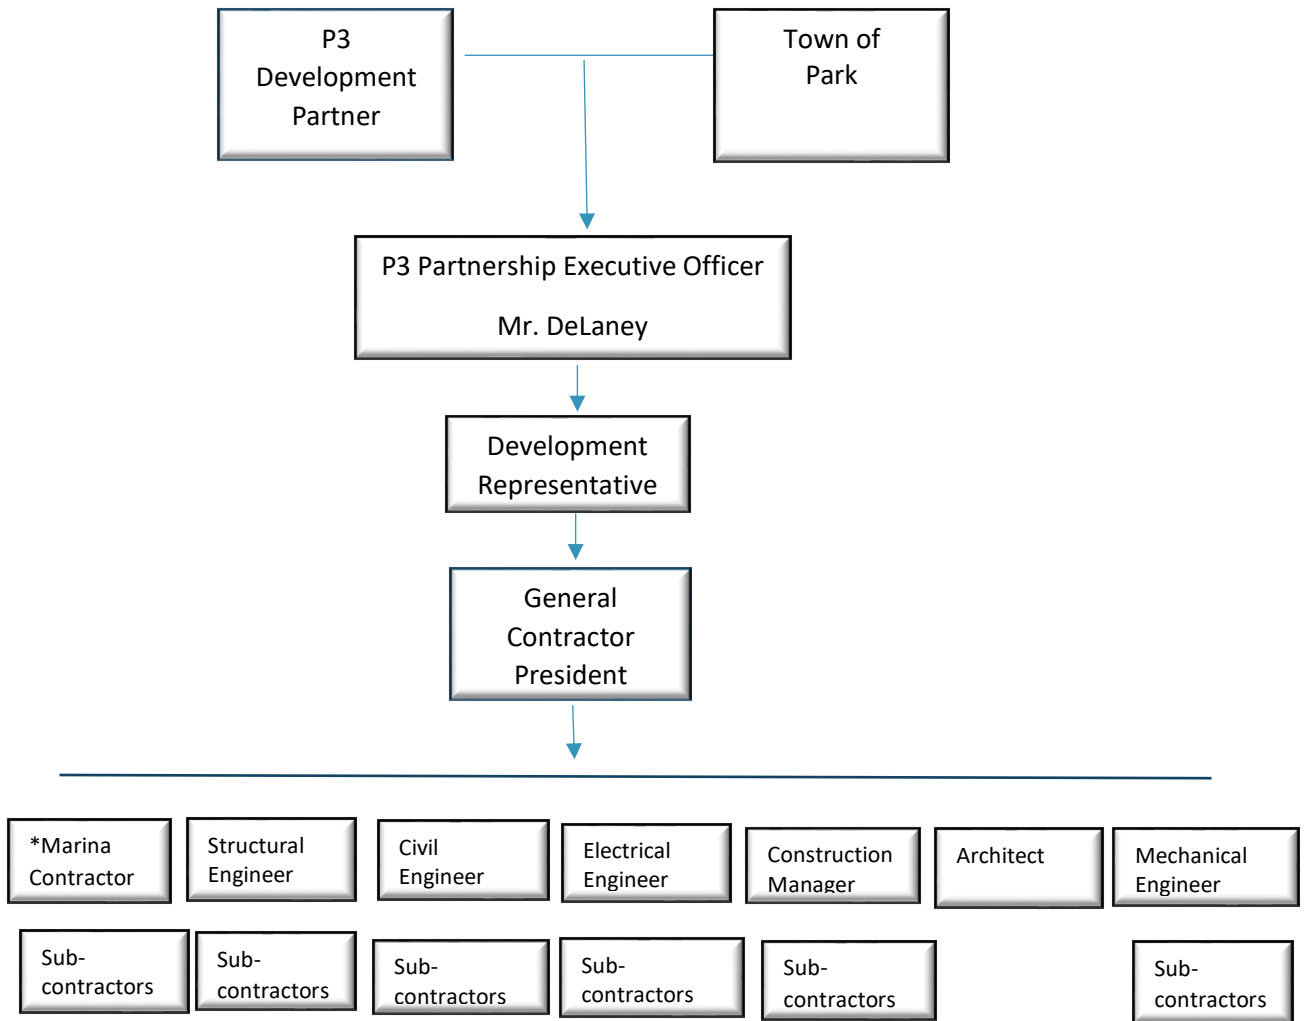 P3
Development
Partner
Town of
Park
P3 Partnership Executive Officer
Mr. DeLaney
Development
Representative
General
Contractor
President
*Marina
Contractor
Structural
Engineer
Civil
Engineer
Electrical
Engineer
Construction
Manager
Architect
Mechanical
Engineer
Sub-
contractors
Sub-
contractors
Sub-
contractors
Sub-
contractors
Sub-
contractors
Sub-
contractors